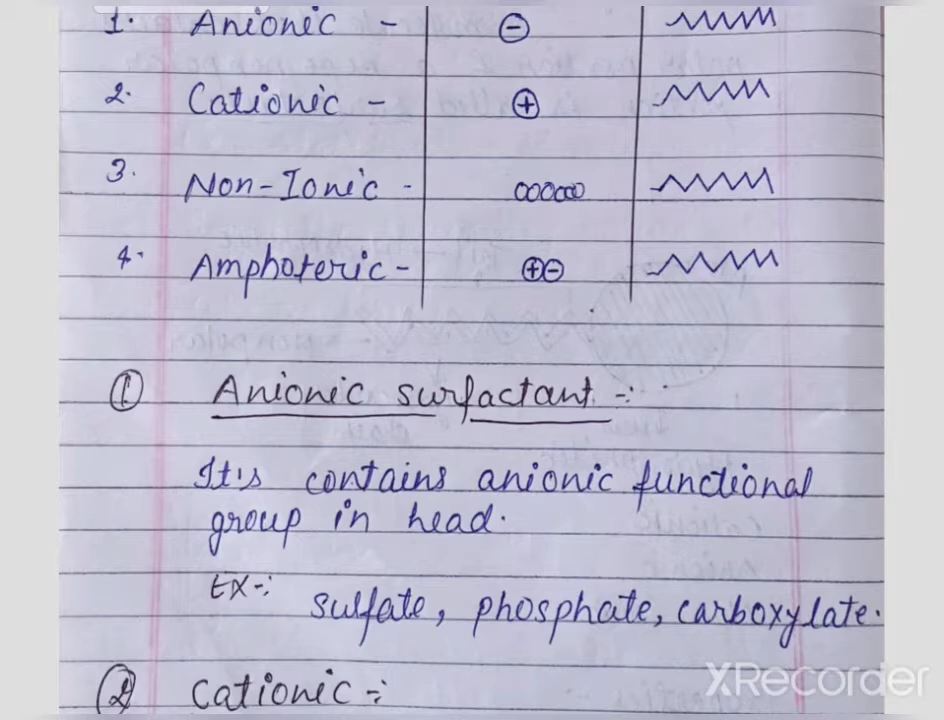 1. Anionic - ⊖
2. Cationic - ⊕
3. Non-Ionic -
4. Amphoteric - ⊕⊖
① Anionic surfactant -:
It's contains anionic functional
group in head.
EX-:
sulfate, phosphate, carboxylate.
② Cationic -:
XRecorder